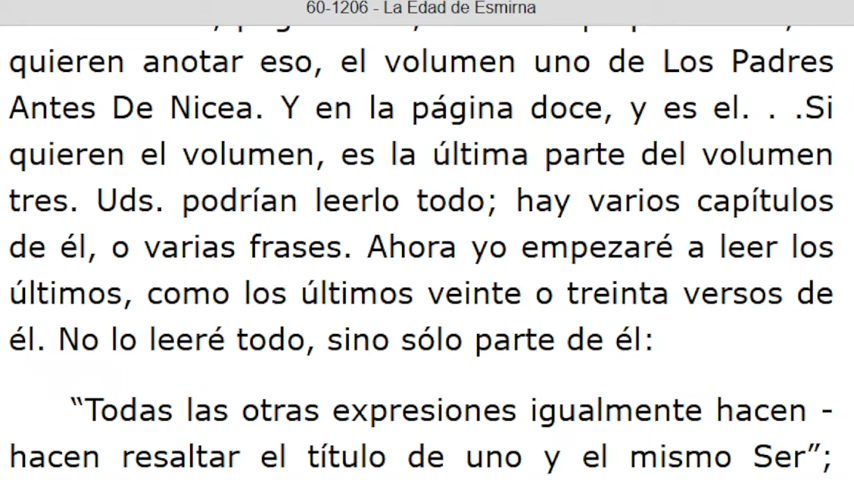 60-1206 - La Edad de Esmirna
quieren anotar eso, el volumen uno de Los Padres
Antes De Nicea. Y en la página doce, y es el. . .Si
quieren el volumen, es la última parte del volumen
tres. Uds. podrían leerlo todo; hay varios capítulos
de él, o varias frases. Ahora yo empezaré a leer los
últimos, como los últimos veinte o treinta versos de
él. No lo leeré todo, sino sólo parte de él:
“Todas las otras expresiones igualmente hacen -
hacen resaltar el título de uno y el mismo Ser”;